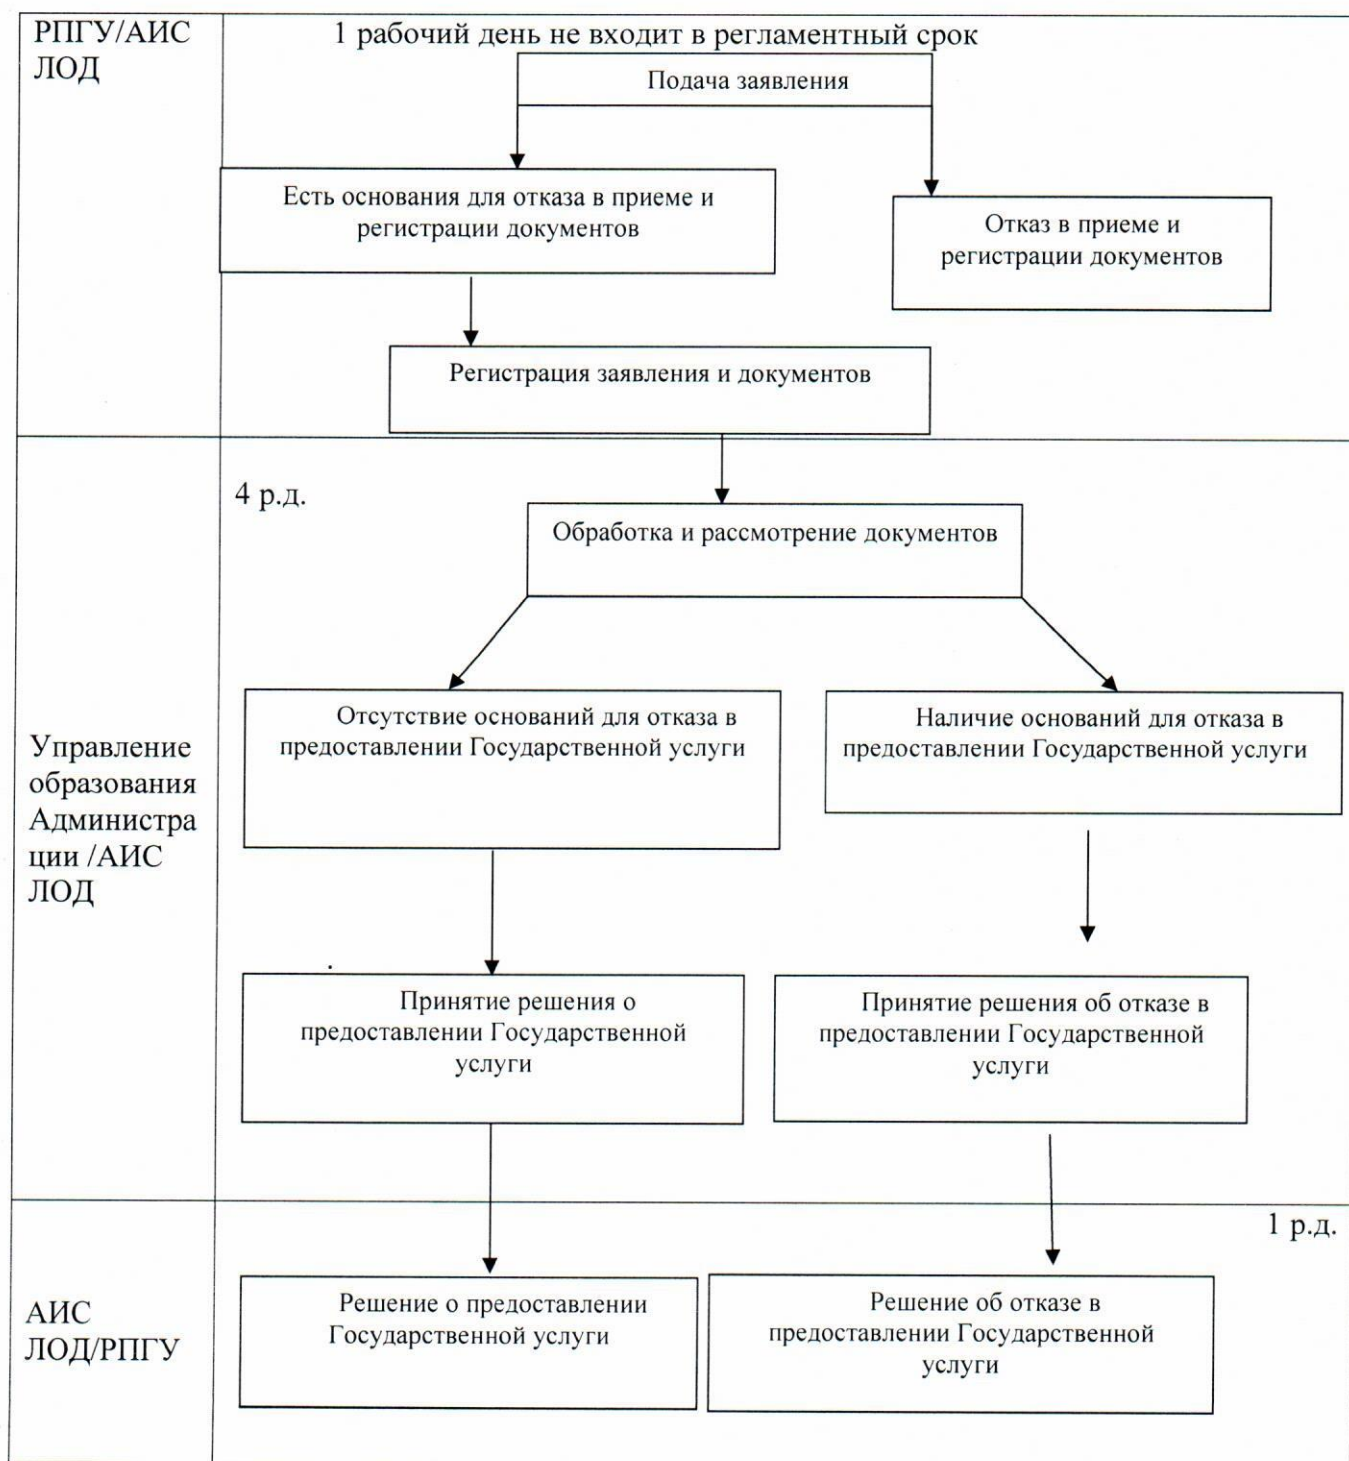 РПГУ/АИС
ЛОД
1 рабочий день не входит в регламентный срок
Подача заявления
Есть основания для отказа в приеме и
регистрации документов
Отказ в приеме и
регистрации документов
Регистрация заявления и документов
4 р.д.
Обработка и рассмотрение документов
Управление
образования
Администра
ции /АИС
ЛОД
Отсутствие оснований для отказа в
предоставлении Государственной услуги
Наличие оснований для отказа в
предоставлении Государственной услуги
Принятие решения о
предоставлении Государственной
услуги
Принятие решения об отказе в
предоставлении Государственной
услуги
1 р.д.
АИС
ЛОД/РПГУ
Решение о предоставлении
Государственной услуги
Решение об отказе в
предоставлении Государственной
услуги